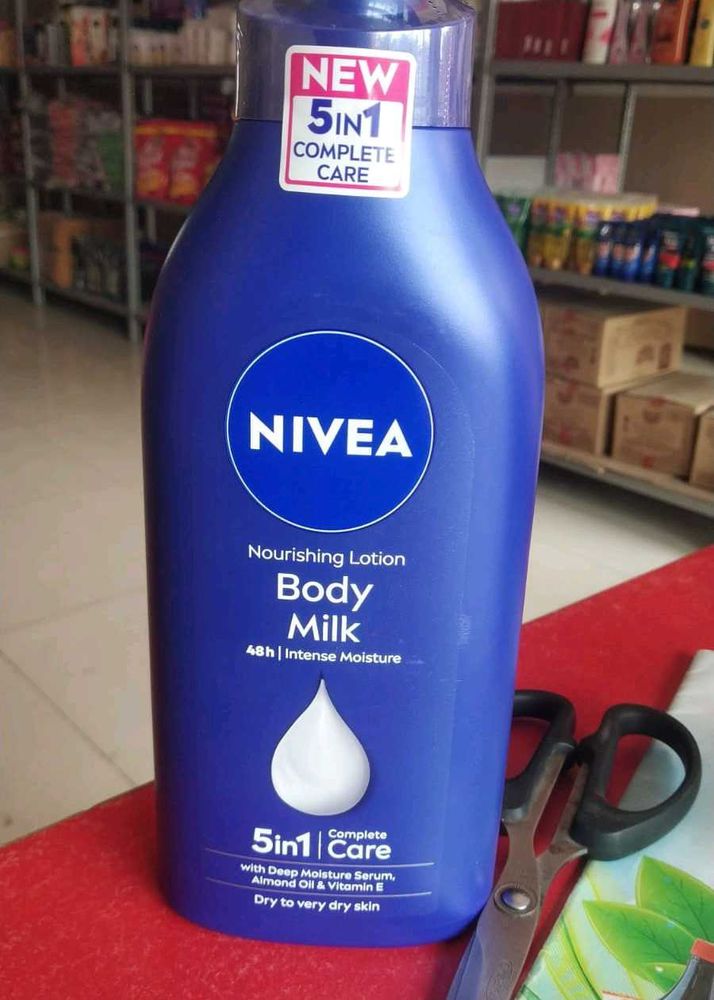 NEW
5IN1
COMPLETE
CARE
NIVEA
Nourishing Lotion
Body
Milk
48h | Intense Moisture
5in1 | Complete Care
with Deep Moisture Serum,
Almond Oil & Vitamin E
Dry to very dry skin